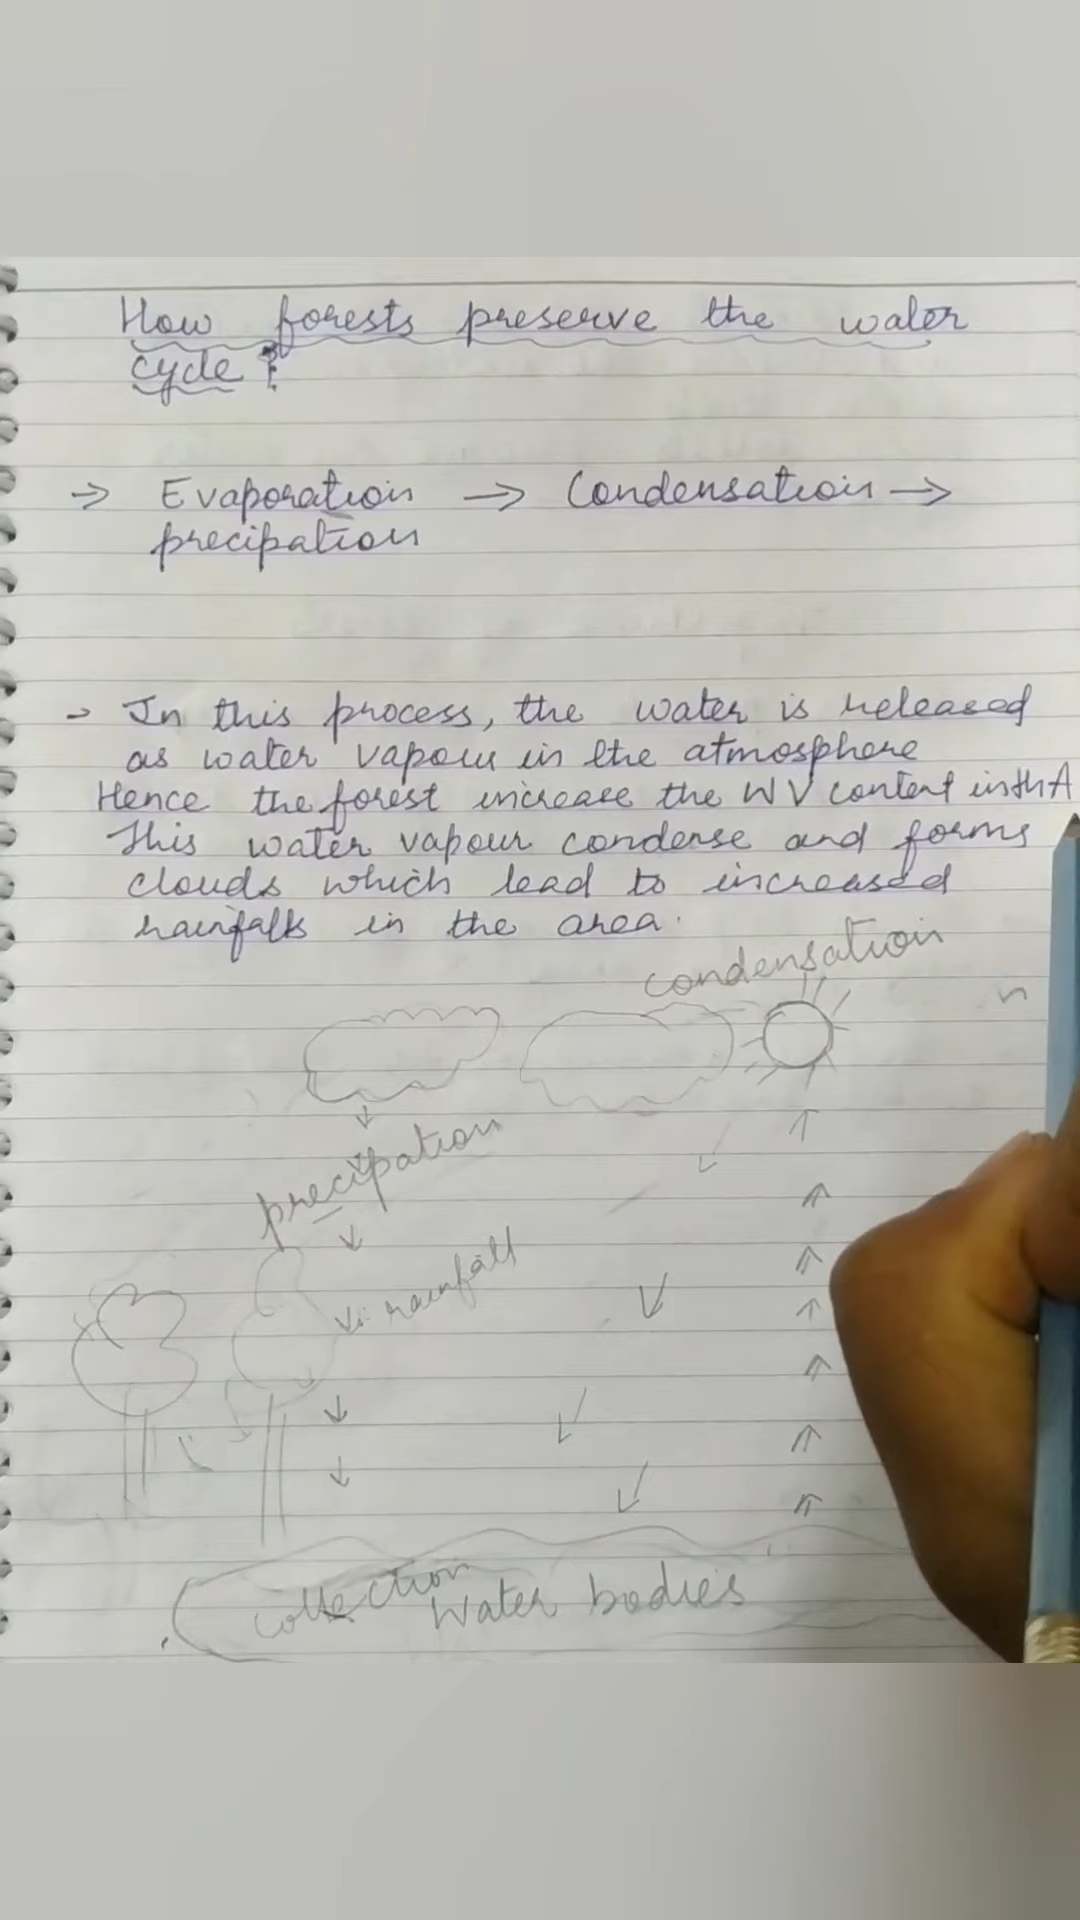 How forests preserve the water
cycle ?
→ Evaporation → Condensation →
precipation
- In this process, the water is released
as water vapour in the atmosphere
Hence the forest increase the WV content in th A
This water vapour condense and forms
clouds which lead to increased
rainfalls in the area.
condensation
precipation
rainfall
collection
Water bodies